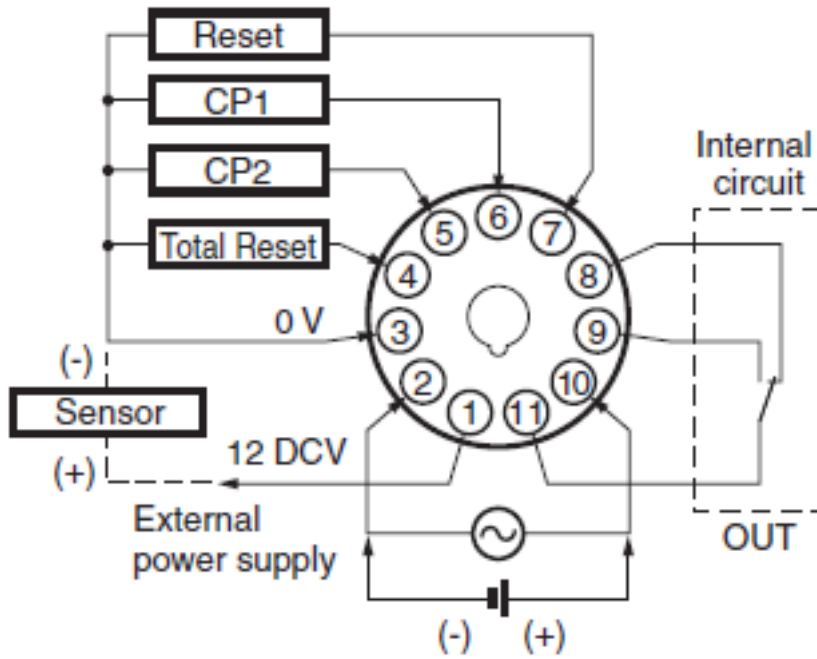 Reset
CP1
CP2
Total Reset
Internal
circuit
6
5
7
4
8
0 V
3
9
(-)
2
10
Sensor
1
11
(+)
12 DCV
External
power supply
OUT
(-)
(+)